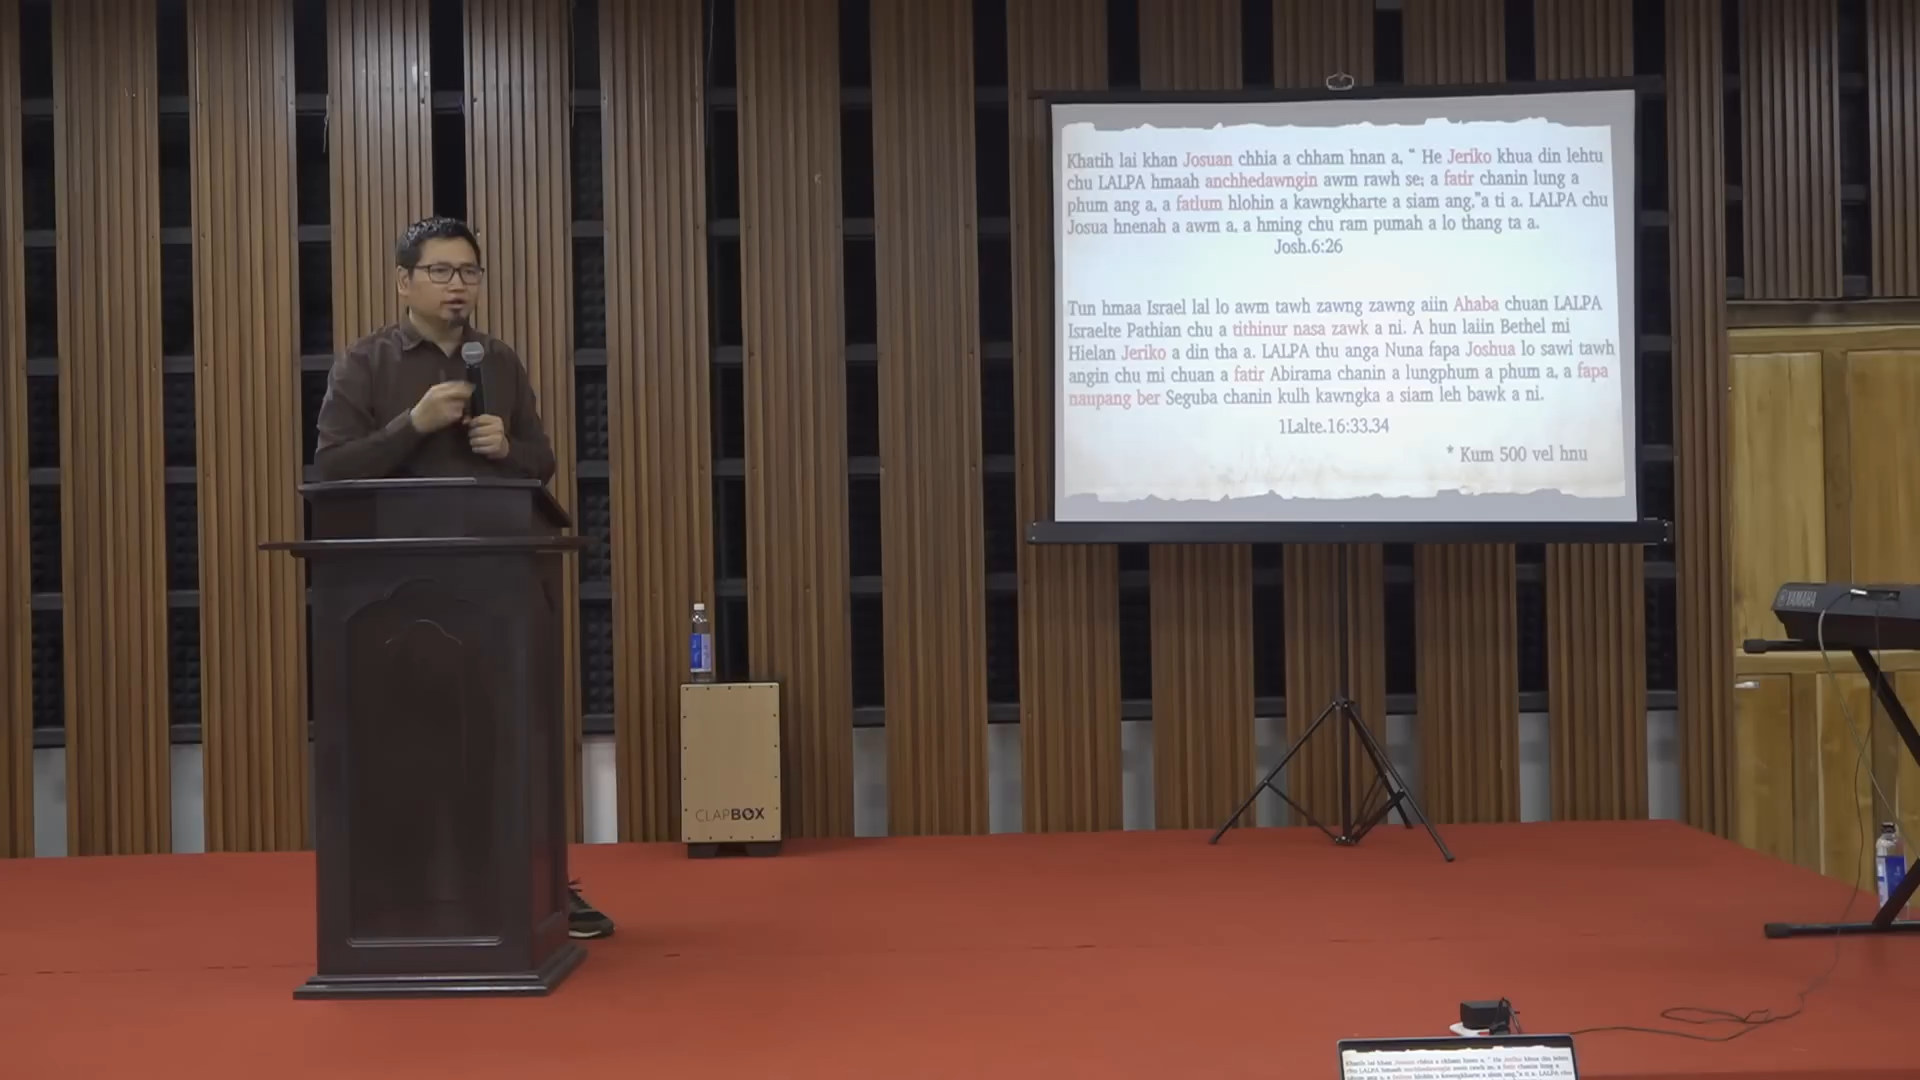 Khatih lai khan Josuan chhia a chham hnan a, “ He Jeriko khua din lehtu
chu LALPA hmaah anchhedawngin awm rawh se; a fatir chanin lung a
phum ang a, a fatlum hlohin a kawngkharte a siam ang,”a ti a. LALPA chu
Josua hnenah a awm a, a hming chu ram pumah a lo thang ta a.
Josh.6:26
Tun hmaa Israel lal lo awm tawh zawng zawng aiin Ahaba chuan LALPA
Israelte Pathian chu a tithinur nasa zawk a ni. A hun laiin Bethel mi
Hielan Jeriko a din tha a. LALPA thu anga Nuna fapa Joshua lo sawi tawh
angin chu mi chuan a fatir Abirama chanin a lungphum a phum a, a fapa
naupang ber Seguba chanin kulh kawngka a siam leh bawk a ni.
1Lalte.16:33.34
* Kum 500 vel hnu
YAMAHA
CLAPBOX